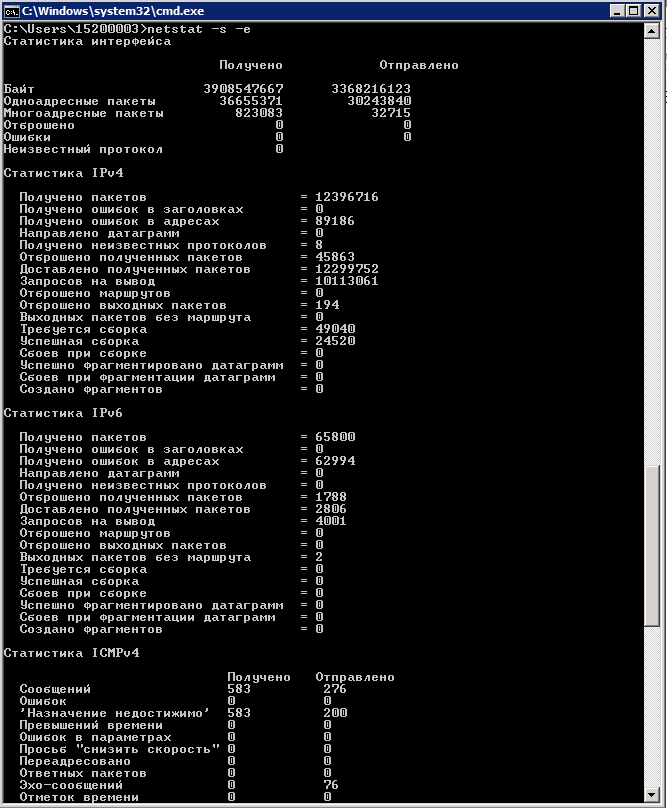 C:\Windows\system32\cmd.exe
C:\Users\15200003>netstat -s -e
Статистика интерфейса
Получено Отправлено
Байт 3908547667 3368216123
Одноадресные пакеты 36655371 30243840
Многоадресные пакеты 823083 32715
Отброшено 0 0
Ошибки 0 0
Неизвестный протокол 0
Статистика IPv4
Получено пакетов = 12396716
Получено ошибок в заголовках = 0
Получено ошибок в адресах = 89186
Направлено датаграмм = 0
Получено неизвестных протоколов = 8
Отброшено полученных пакетов = 45863
Доставлено полученных пакетов = 12299752
Запросов на вывод = 10113061
Отброшено маршрутов = 0
Отброшено выходных пакетов = 194
Выходных пакетов без маршрута = 0
Требуется сборка = 49040
Успешная сборка = 24520
Сбоев при сборке = 0
Успешно фрагментировано датаграмм = 0
Сбоев при фрагментации датаграмм = 0
Создано фрагментов = 0
Статистика IPv6
Получено пакетов = 65800
Получено ошибок в заголовках = 0
Получено ошибок в адресах = 62994
Направлено датаграмм = 0
Получено неизвестных протоколов = 0
Отброшено полученных пакетов = 1788
Доставлено полученных пакетов = 2806
Запросов на вывод = 4001
Отброшено маршрутов = 0
Отброшено выходных пакетов = 0
Выходных пакетов без маршрута = 2
Требуется сборка = 0
Успешная сборка = 0
Сбоев при сборке = 0
Успешно фрагментировано датаграмм = 0
Сбоев при фрагментации датаграмм = 0
Создано фрагментов = 0
Статистика ICMPv4
Получено Отправлено
Сообщений 583 276
Ошибок 0 0
'Назначение недостижимо' 583 200
Превышений времени 0 0
Ошибок в параметрах 0 0
Просьб "снизить скорость" 0 0
Переадресовано 0 0
Ответных пакетов 0 0
Эхо-сообщений 0 76
Отметок времени 0 0